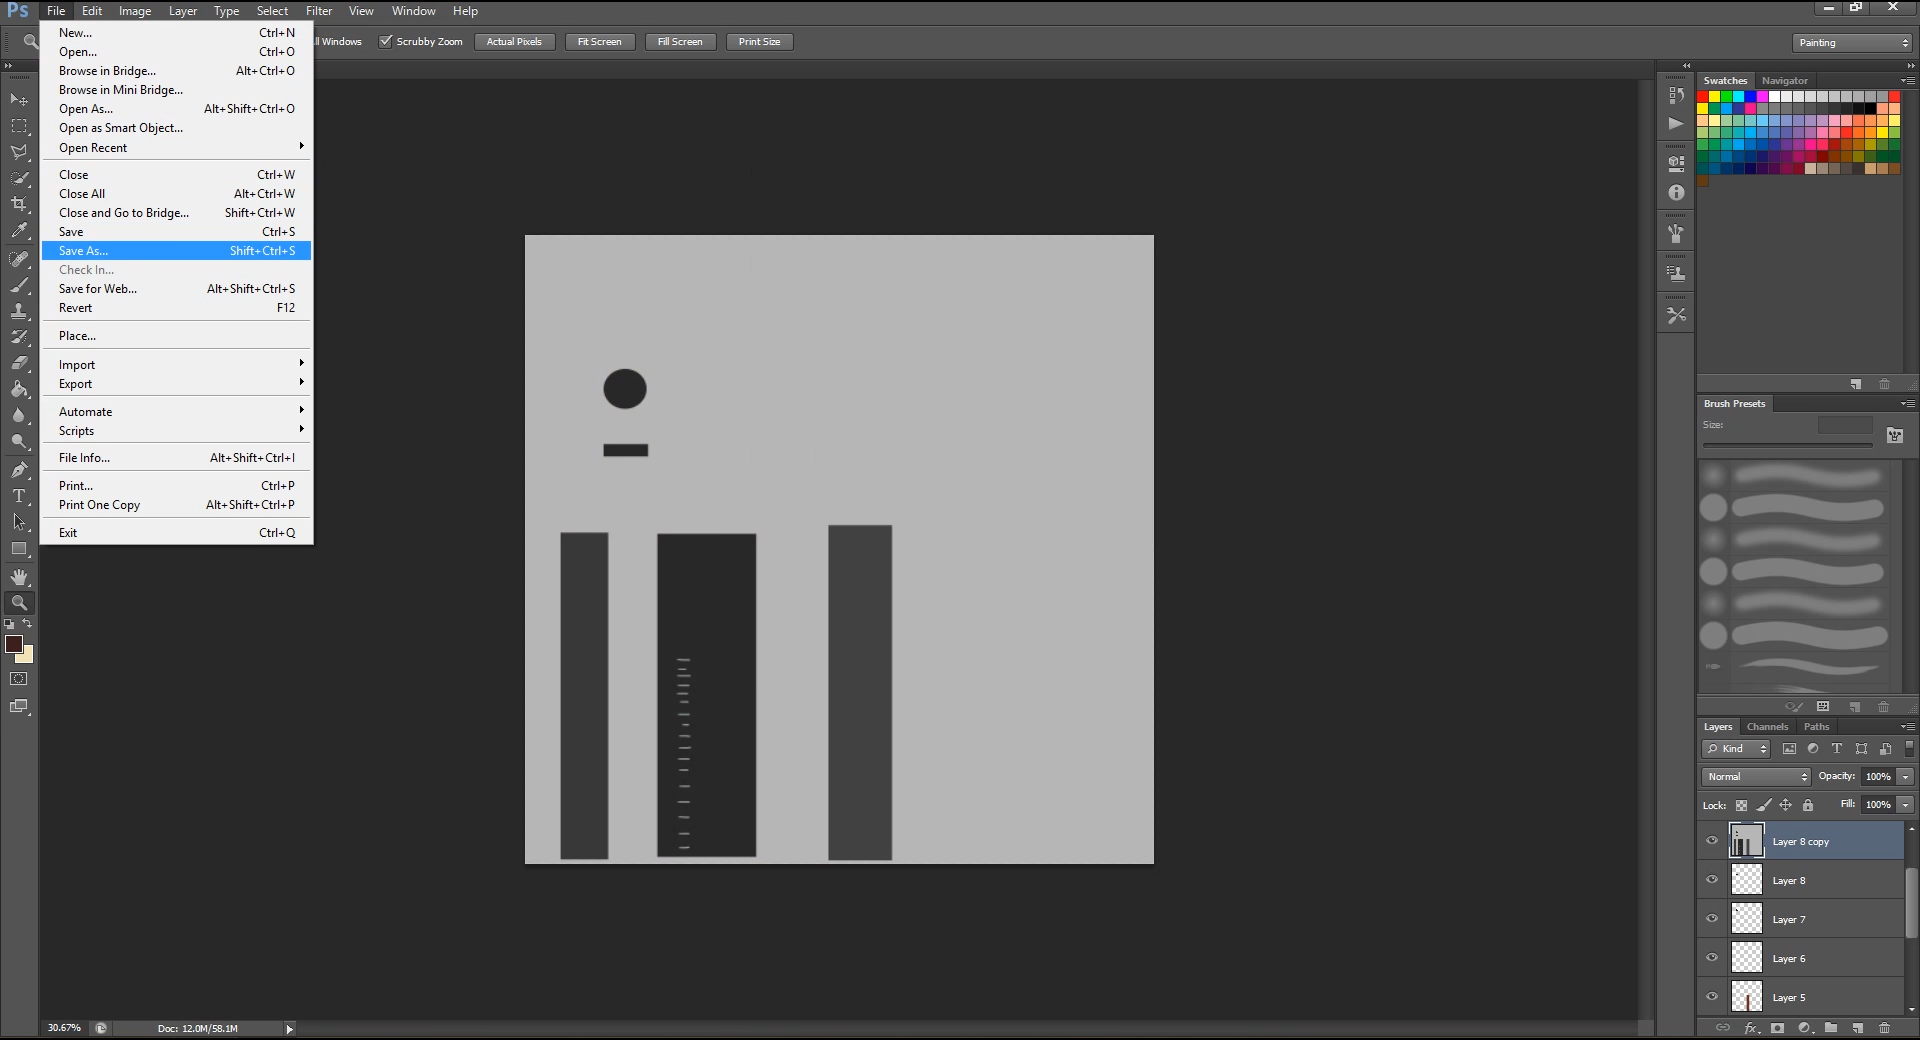 Ps File Edit Image Layer Type Select Filter View Window Help
Windows Scrubby Zoom Actual Pixels Fit Screen Fill Screen Print Size Painting
New... Ctrl+N
Open... Ctrl+O
Browse in Bridge... Alt+Ctrl+O
Browse in Mini Bridge...
Open As... Alt+Shift+Ctrl+O
Open as Smart Object...
Open Recent
Close Ctrl+W
Close All Alt+Ctrl+W
Close and Go to Bridge... Shift+Ctrl+W
Save Ctrl+S
Save As... Shift+Ctrl+S
Check In...
Save for Web... Alt+Shift+Ctrl+S
Revert F12
Place...
Import
Export
Automate
Scripts
File Info... Alt+Shift+Ctrl+I
Print... Ctrl+P
Print One Copy Alt+Shift+Ctrl+P
Exit Ctrl+Q
Swatches Navigator
Brush Presets
Size:
Layers Channels Paths
Kind
Normal Opacity: 100%
Lock: Fill: 100%
Layer 8 copy
Layer 8
Layer 7
Layer 6
Layer 5
fx
30.67% Doc: 12.0M/58.1M